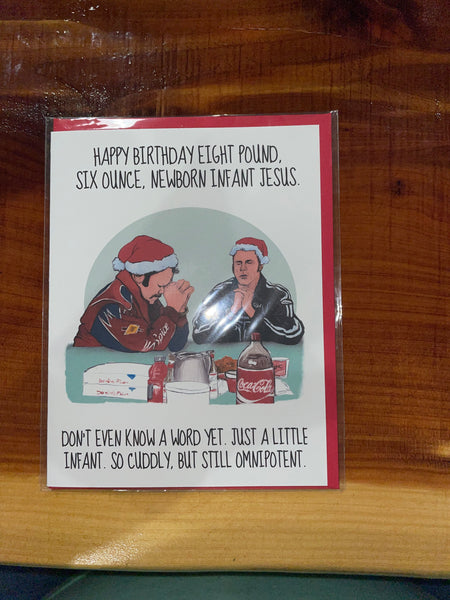 HAPPY BIRTHDAY EIGHT POUND,
SIX OUNCE, NEWBORN INFANT JESUS.
Coca-Cola
DON'T EVEN KNOW A WORD YET. JUST A LITTLE
INFANT. SO CUDDLY, BUT STILL OMNIPOTENT.